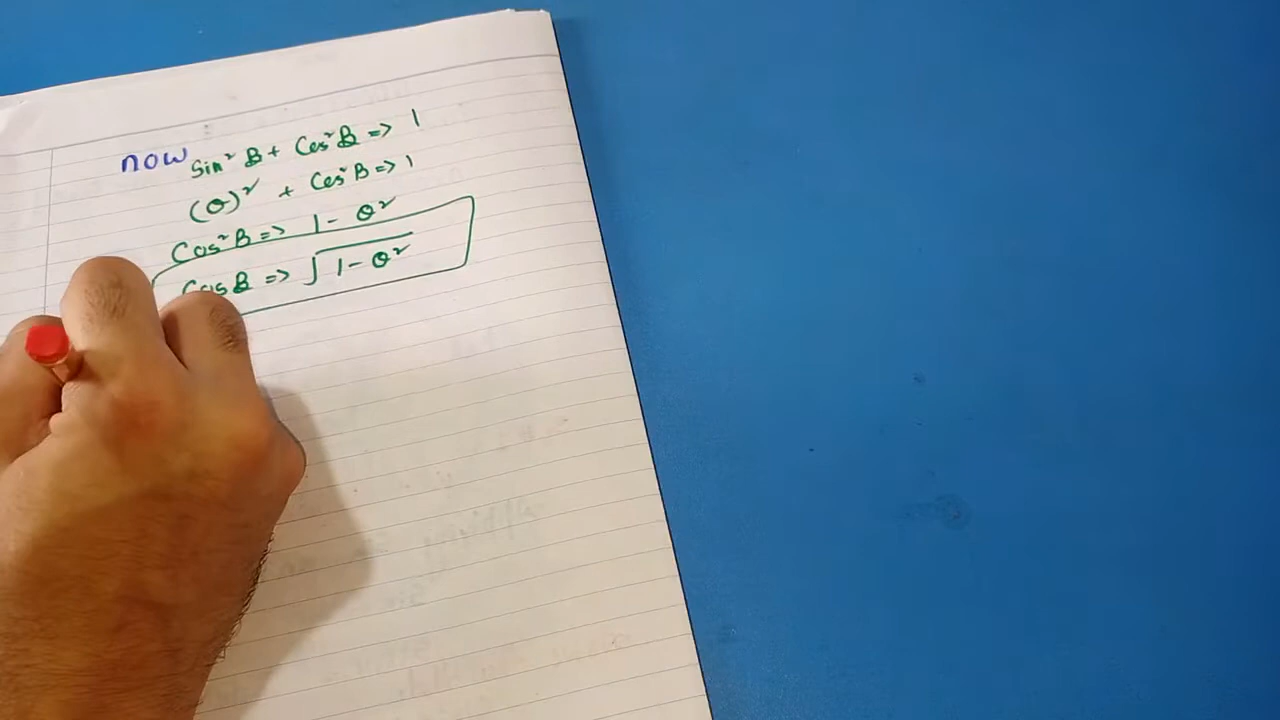 now Sin² B + Cos² B => 1
(θ)² + Cos² B => 1
Cos² B => 1 - θ²
Cos B => √1 - θ²